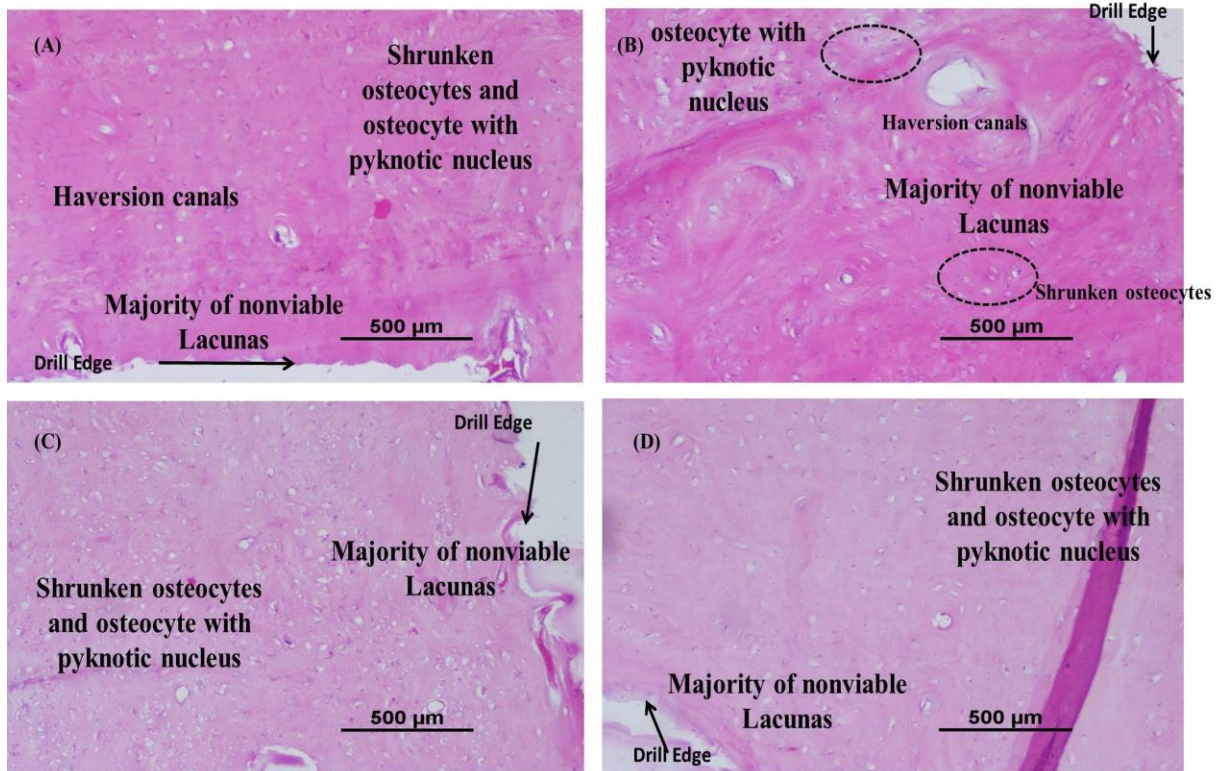 (A)
Shrunken
osteocytes and
osteocyte with
pyknotic nucleus
Haversion canals
Majority of nonviable
Lacunas
500 µm
Drill Edge
(B)
osteocyte with
pyknotic
nucleus
Drill Edge
Haversion canals
Majority of nonviable
Lacunas
Shrunken osteocytes
500 µm
(C)
Drill Edge
Majority of nonviable
Lacunas
Shrunken osteocytes
and osteocyte with
pyknotic nucleus
500 µm
(D)
Shrunken osteocytes
and osteocyte with
pyknotic nucleus
Majority of nonviable
Lacunas
500 µm
Drill Edge